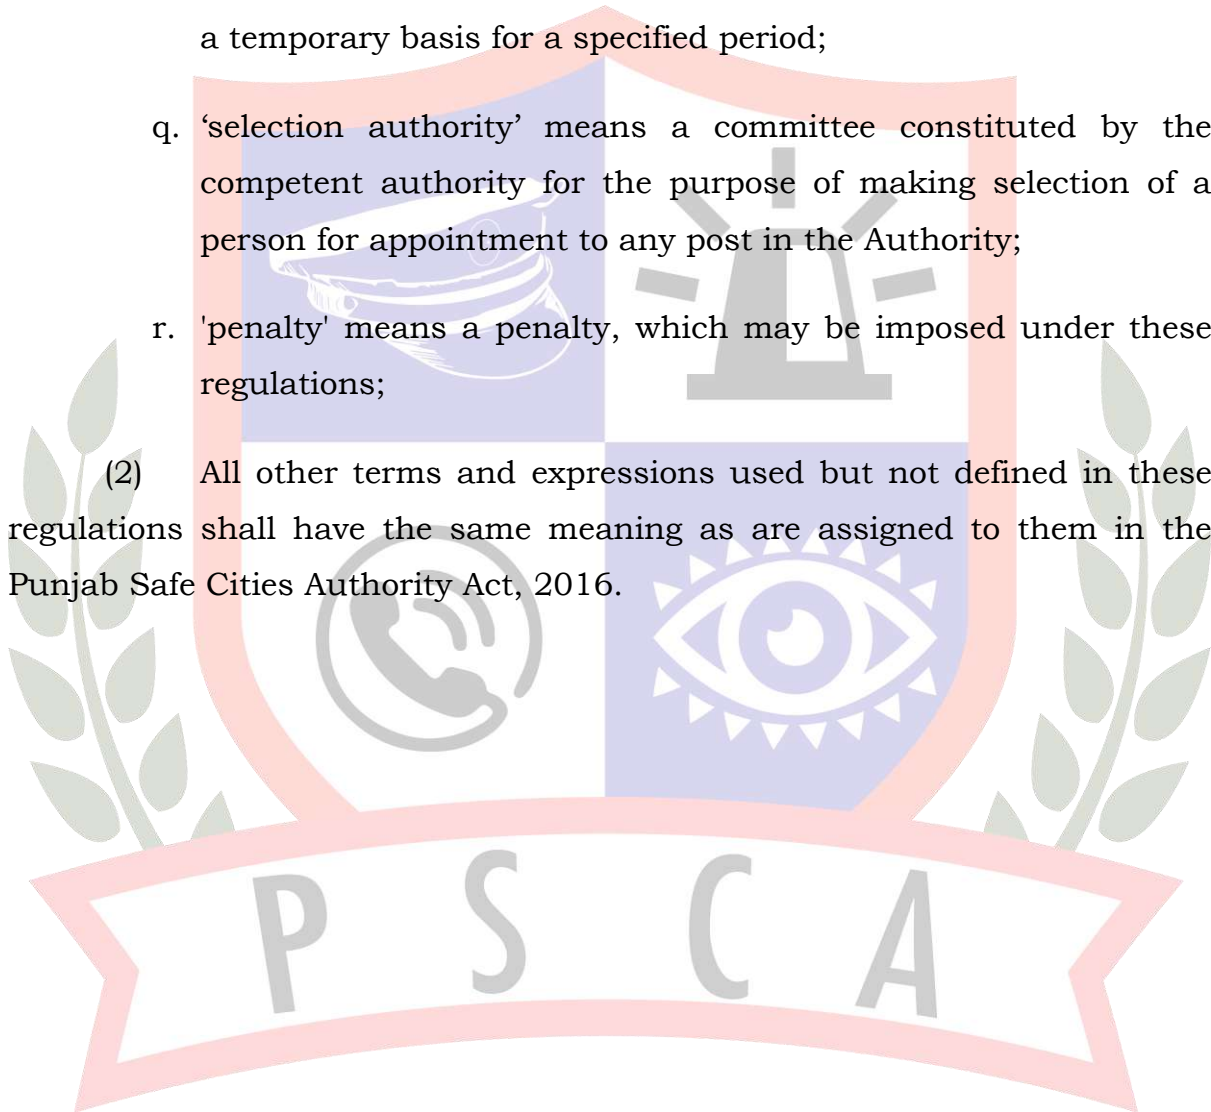 a temporary basis for a specified period;
q. ‘selection authority’ means a committee constituted by the
competent authority for the purpose of making selection of a
person for appointment to any post in the Authority;
r. 'penalty' means a penalty, which may be imposed under these
regulations;
(2) All other terms and expressions used but not defined in these
regulations shall have the same meaning as are assigned to them in the
Punjab Safe Cities Authority Act, 2016.
P S C A